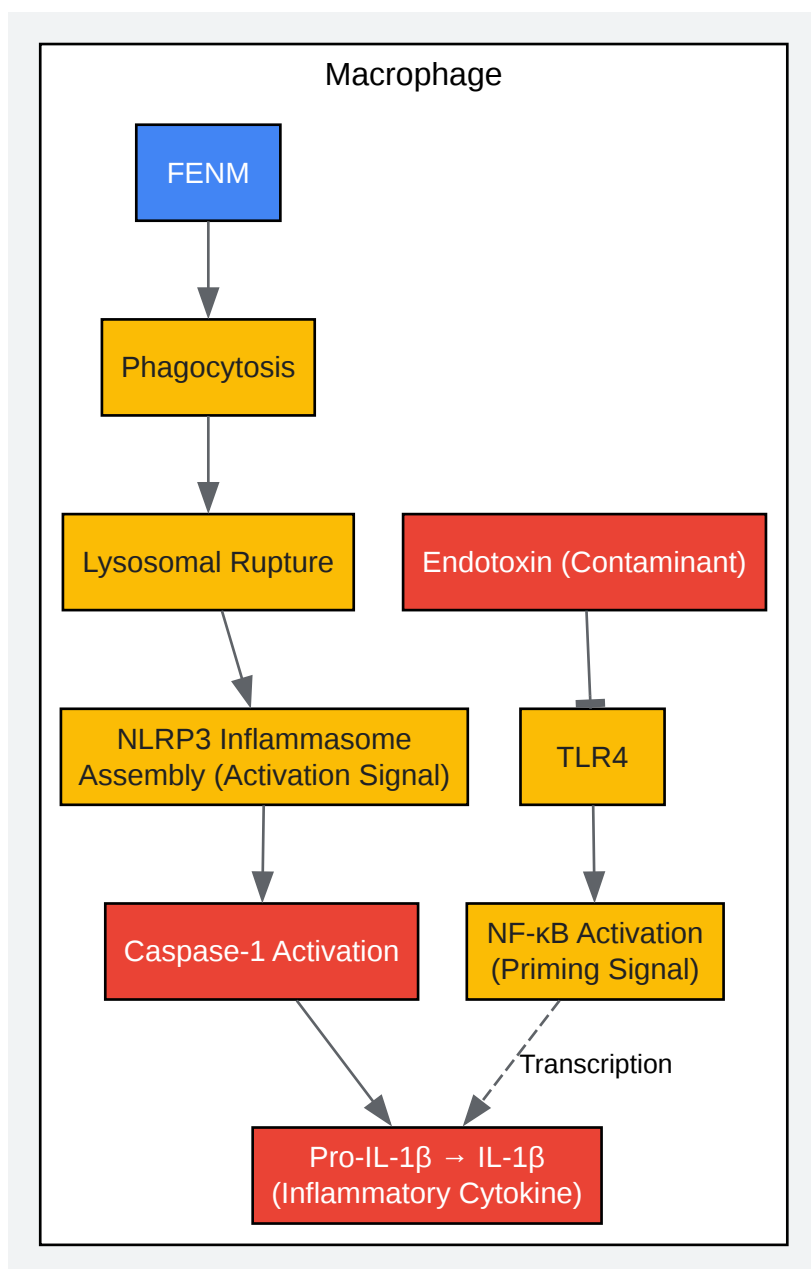 Macrophage
FENM
Phagocytosis
Lysosomal Rupture
Endotoxin (Contaminant)
NLRP3 Inflammasome
Assembly (Activation Signal)
TLR4
Caspase-1 Activation
NF-κB Activation
(Priming Signal)
Transcription
Pro-IL-1β → IL-1β
(Inflammatory Cytokine)